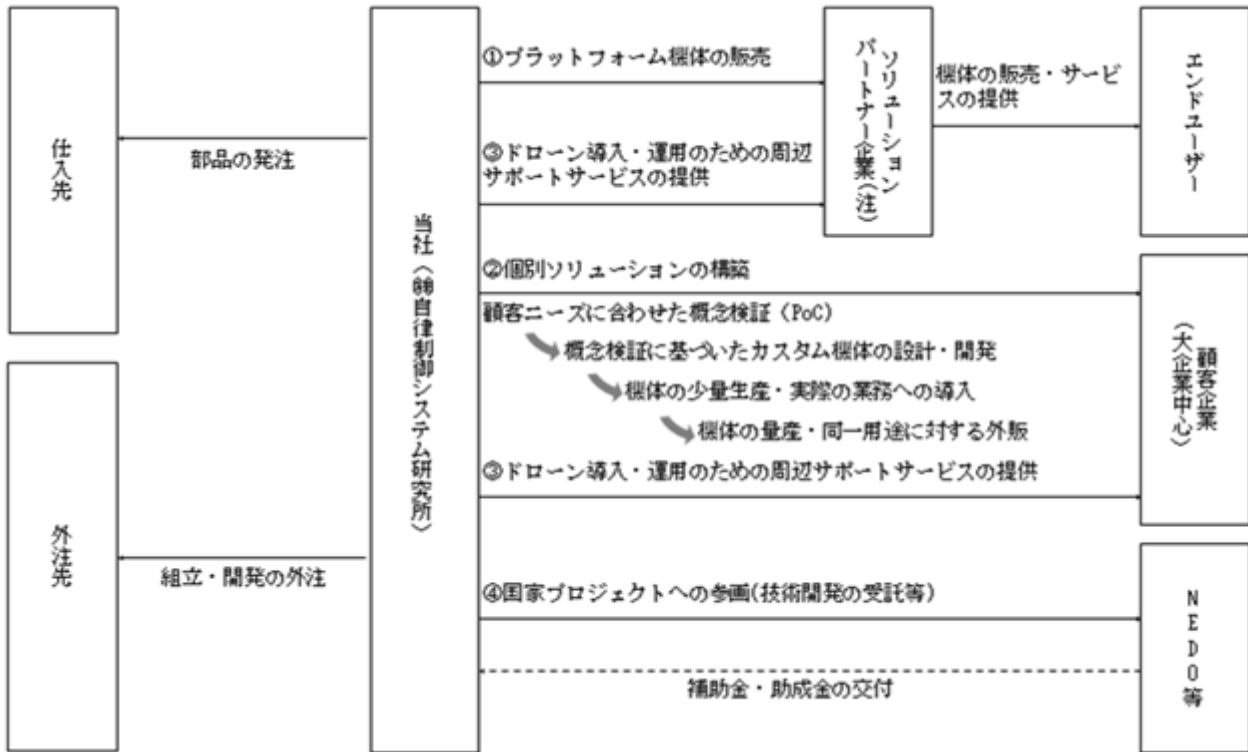 仕入先
外注先
部品の発注
組立・開発の外注
当社（㈱自律制御システム研究所）
①プラットフォーム機体の販売
③ドローン導入・運用のための周辺
サポートサービスの提供
ソリューション
パートナー企業(注)
機体の販売・サービ
スの提供
エンドユーザー
②個別ソリューションの構築
顧客ニーズに合わせた概念検証（PoC）
概念検証に基づいたカスタム機体の設計・開発
機体の少量生産・実際の業務への導入
機体の量産・同一用途に対する外販
③ドローン導入・運用のための周辺サポートサービスの提供
顧客企業
（大企業中心）
④国家プロジェクトへの参画(技術開発の受託等)
補助金・助成金の交付
NEDO等